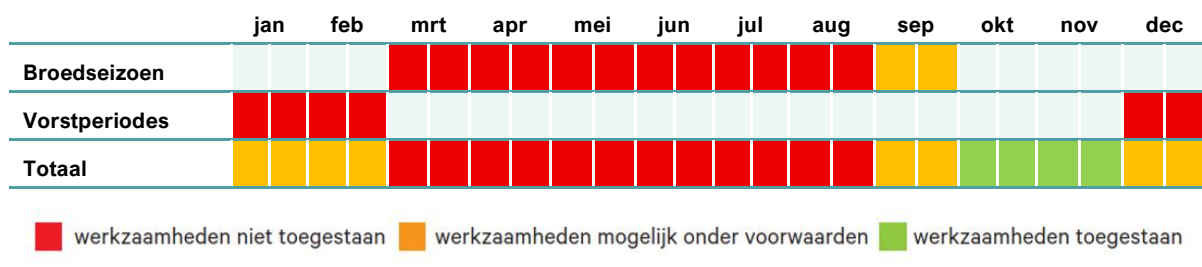 jan feb mrt apr mei jun jul aug sep okt nov dec
Broedseizoen
Vorstperiodes
Totaal
werkzaamheden niet toegestaan werkzaamheden mogelijk onder voorwaarden werkzaamheden toegestaan